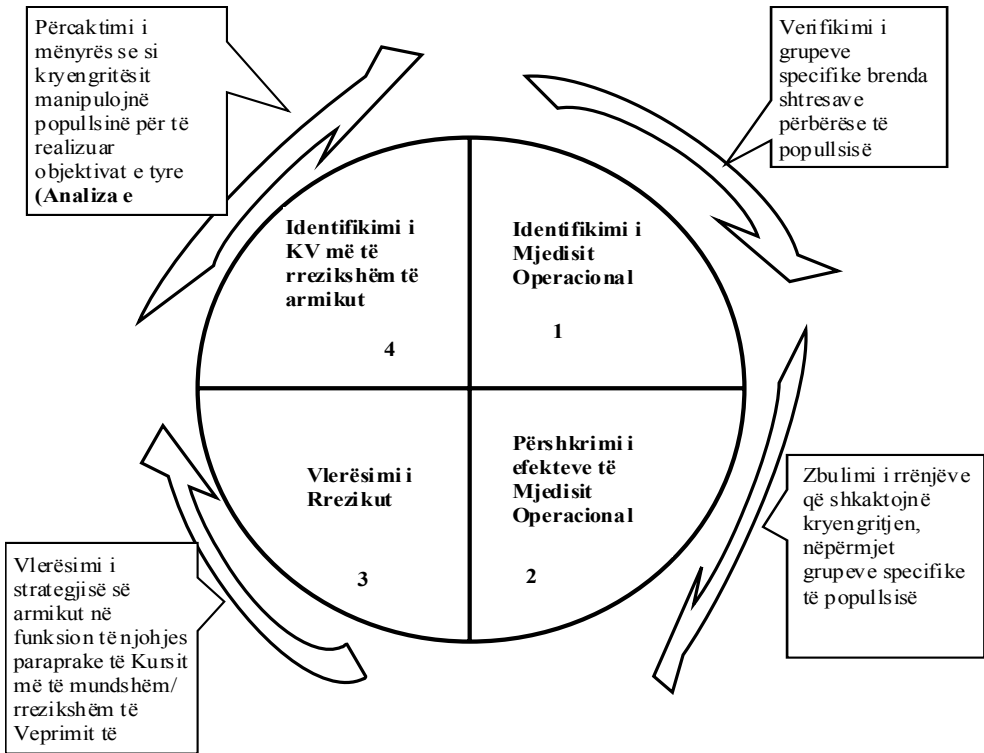 Përcaktimi i
mënyrës se si
kryengritësit
manipulojnë
popullsinë për të
realizuar
objektivat e tyre
(Analiza e
Verifikimi i
grupeve
specifike brenda
shtresave
përbërëse të
popullsisë
Identifikimi i
KV më të
rrezikshëm të
armikut
4
Identifikimi i
Mjedisit
Operacional
1
Vlerësimi i
Rrezikut
3
Përshkrimi i
efekteve të
Mjedisit
Operacional
2
Vlerësimi i
strategjisë së
armikut në
funksion të njohjes
paraprake të Kursit
më të mundshëm/
rrezikshëm të
Veprimit të
Zbulimi i rrënjëve
që shkaktojnë
kryengritjen,
nëpërmjet
grupeve specifike
të popullsisë